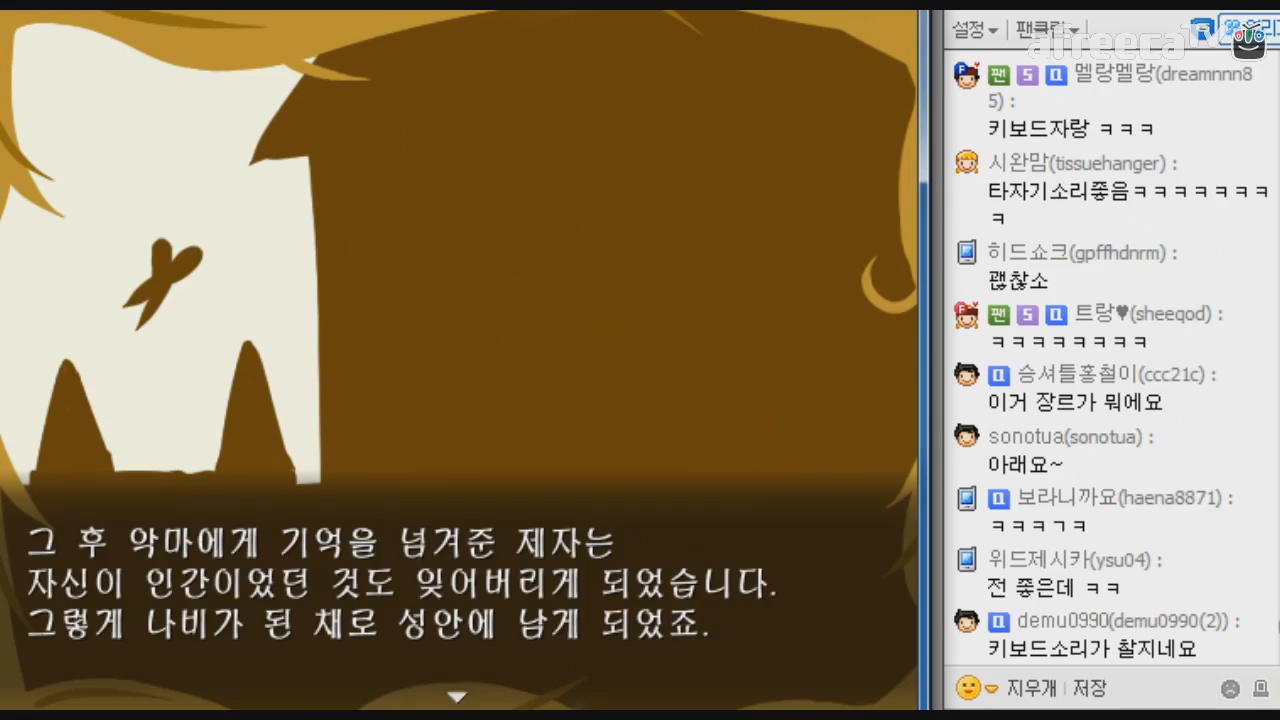 그 후 악마에게 기억을 넘겨준 제자는
자신이 인간이었던 것도 잊어버리게 되었습니다.
그렇게 나비가 된 채로 성안에 남게 되었죠.
설정 팬클럽
afreecaTV
팬 5 멜랑멜랑(dreamnnn8
5) :
키보드자랑 ㅋㅋㅋ
시완맘(tissuehanger) :
타자기소리좋음ㅋㅋㅋㅋㅋㅋㅋ
ㅋ
히드쇼크(gpffhdnrm) :
괞찮소
팬 5 트랑♥(sheeqod) :
ㅋㅋㅋㅋㅋㅋㅋㅋ
승셔틀홍철이(ccc21c) :
이거 장르가 뭐에요
sonotua(sonotua) :
아래요~
보라니까요(haena8871) :
ㅋㅋㅋㄱㅋ
위드제시카(ysu04) :
전 좋은데 ㅋㅋ
demu0990(demu0990(2)) :
키보드소리가 찰지네요
지우개 저장